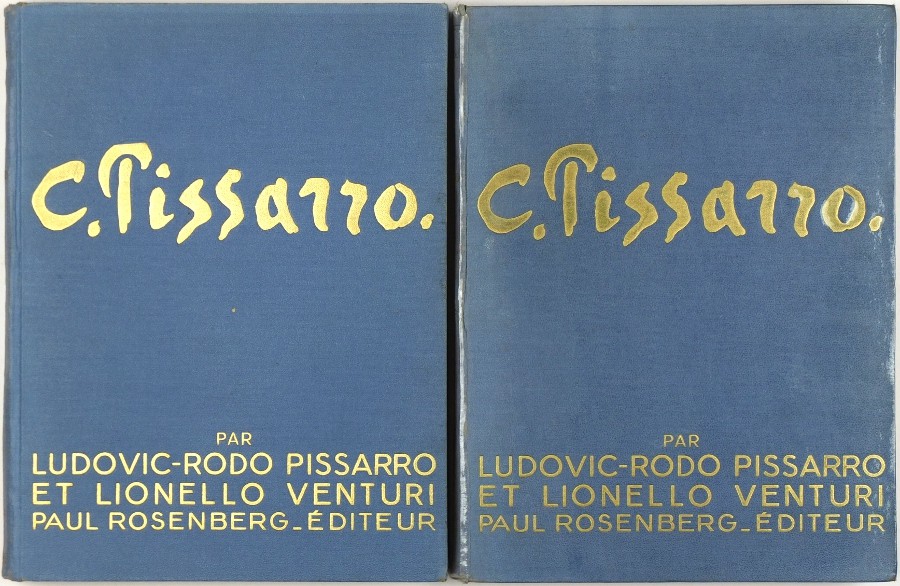 C. Pissarro.
PAR
LUDOVIC-RODO PISSARRO
ET LIONELLO VENTURI
PAUL ROSENBERG_ÉDITEUR
C. Pissarro.
PAR
LUDOVIC-RODO PISSARRO
ET LIONELLO VENTURI
PAUL ROSENBERG_ÉDITEUR